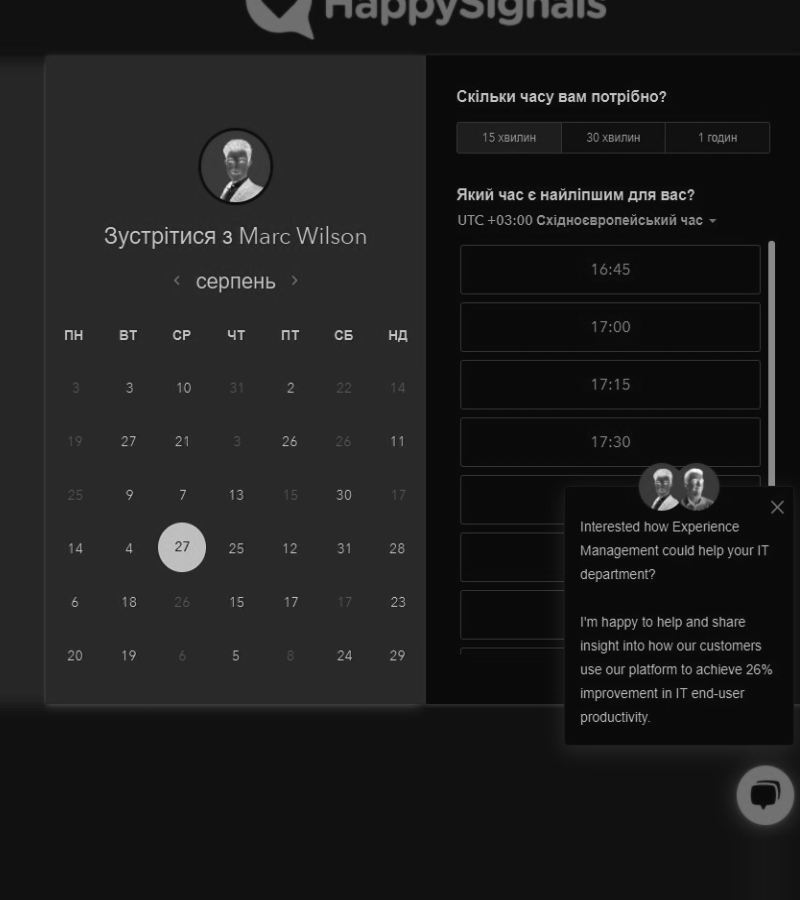 HappySignals
Зустрітися з Marc Wilson
серпень
ПН ВТ СР ЧТ ПТ СБ НД
3 3 10 31 2 22 14
19 27 21 3 26 26 11
25 9 7 13 15 30 17
14 4 27 25 12 31 28
6 18 26 15 17 17 23
20 19 6 5 8 24 29
Скільки часу вам потрібно?
15 хвилин 30 хвилин 1 годин
Який час є найліпшим для вас?
UTC +03:00 Східноєвропейський час
16:45
17:00
17:15
17:30
Interested how Experience
Management could help your IT
department?
I'm happy to help and share
insight into how our customers
use our platform to achieve 26%
improvement in IT end-user
productivity.